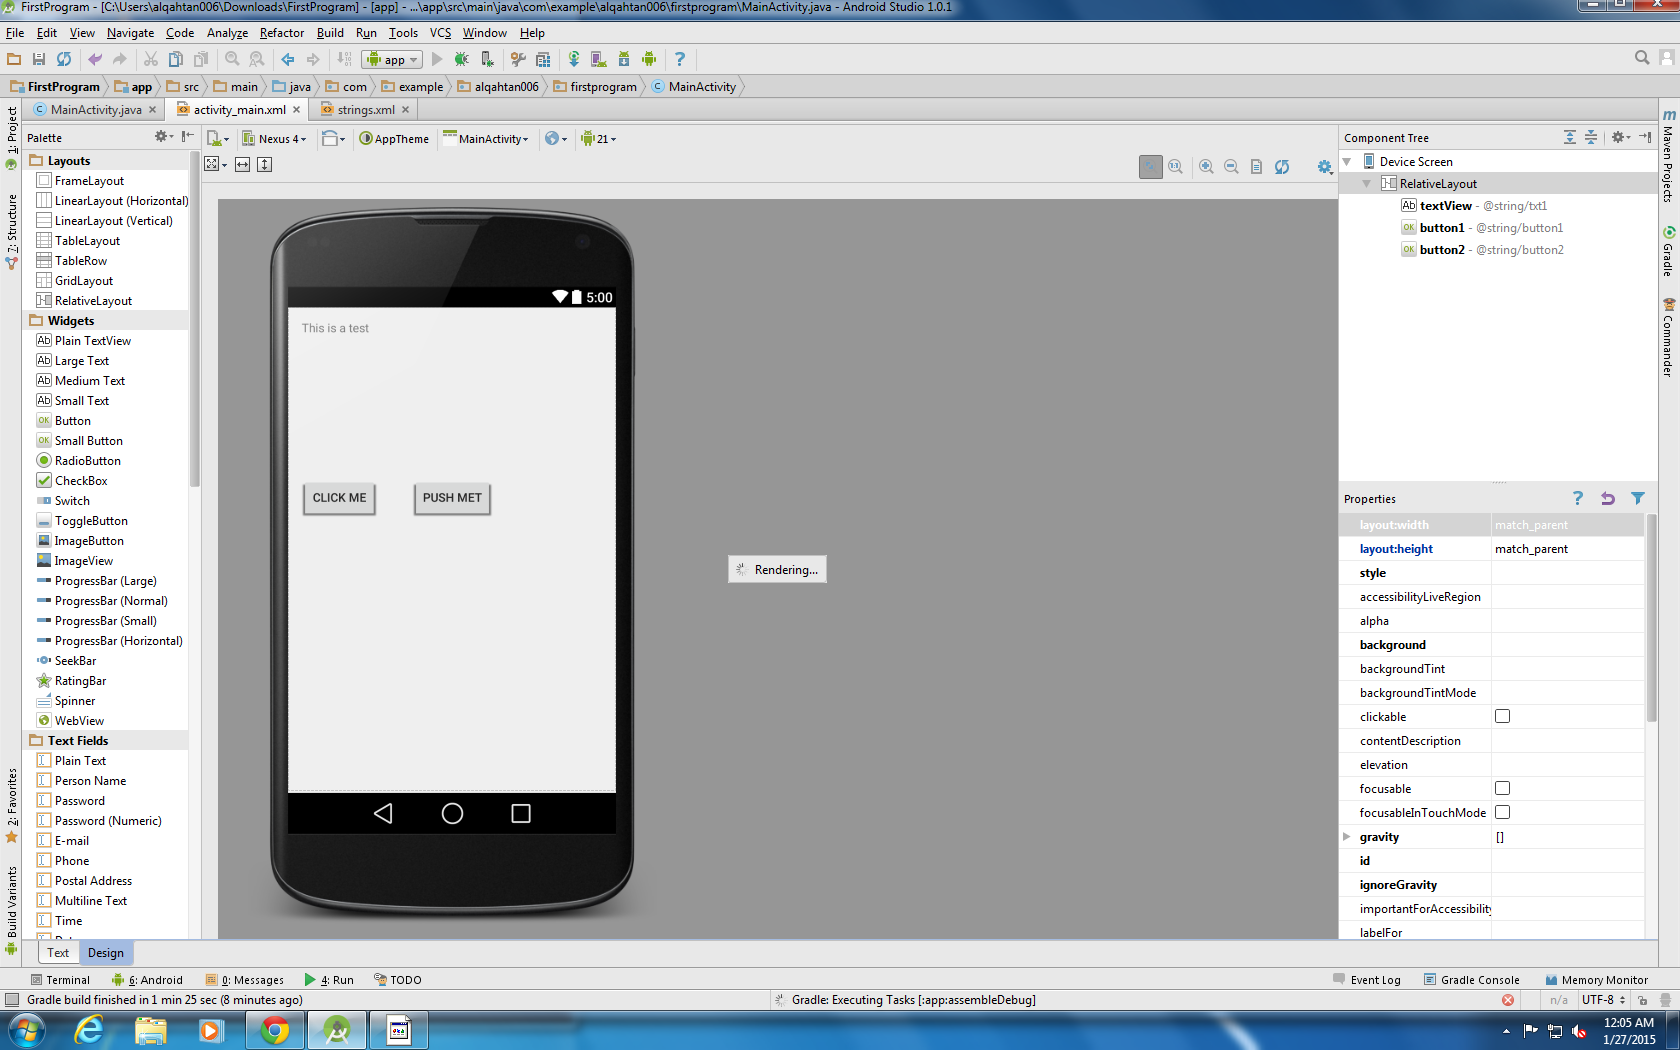 FirstProgram - [C:\Users\alqahtan006\Downloads\FirstProgram] - [app] - ...\app\src\main\java\com\example\alqahtan006\firstprogram\MainActivity.java - Android Studio 1.0.1
File Edit View Navigate Code Analyze Refactor Build Run Tools VCS Window Help
app
FirstProgram app src main java com example alqahtan006 firstprogram MainActivity
MainActivity.java activity_main.xml strings.xml
1: Project
7: Structure
2: Favorites
Build Variants
Palette
Layouts
FrameLayout
LinearLayout (Horizontal)
LinearLayout (Vertical)
TableLayout
TableRow
GridLayout
RelativeLayout
Widgets
Ab Plain TextView
Ab Large Text
Ab Medium Text
Ab Small Text
OK Button
OK Small Button
RadioButton
CheckBox
Switch
ToggleButton
ImageButton
ImageView
ProgressBar (Large)
ProgressBar (Normal)
ProgressBar (Small)
ProgressBar (Horizontal)
SeekBar
RatingBar
Spinner
WebView
Text Fields
Plain Text
Person Name
Password
Password (Numeric)
E-mail
Phone
Postal Address
Multiline Text
Time
Nexus 4 AppTheme MainActivity 21
5:00
This is a test
CLICK ME PUSH MET
Rendering...
Component Tree
Device Screen
RelativeLayout
Ab textView - @string/txt1
OK button1 - @string/button1
OK button2 - @string/button2
Properties ?
layout:width match_parent
layout:height match_parent
style
accessibilityLiveRegion
alpha
background
backgroundTint
backgroundTintMode
clickable
contentDescription
elevation
focusable
focusableInTouchMode
gravity []
id
ignoreGravity
importantForAccessibility
labelFor
m Maven Projects
Gradle
Commander
Text Design
Terminal 6: Android 0: Messages 4: Run TODO Event Log Gradle Console Memory Monitor
Gradle build finished in 1 min 25 sec (8 minutes ago) Gradle: Executing Tasks [:app:assembleDebug] n/a UTF-8
12:05 AM
1/27/2015